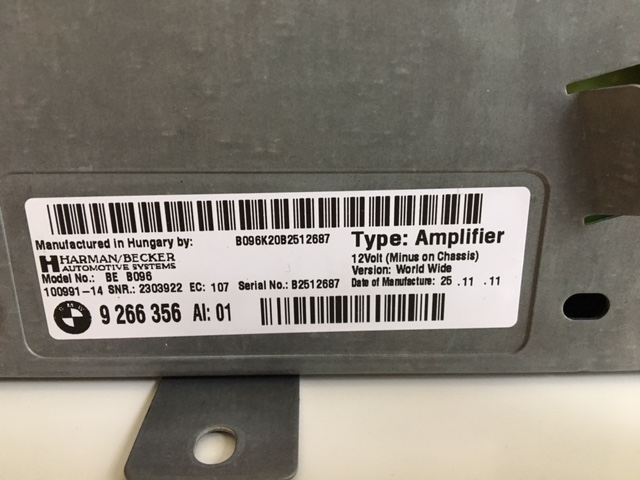 Manufactured in Hungary by: B096K20B2512687 Type: Amplifier
HARMAN/BECKER 12Volt (Minus on Chassis)
AUTOMOTIVE SYSTEMS Version: World Wide
Model No.: BE B096
100991-14 SNR.: 2303922 EC: 107 Serial No.: B2512687 Date of Manufacture: 25 .11 .11
BMW 9 266 356 AI: 01